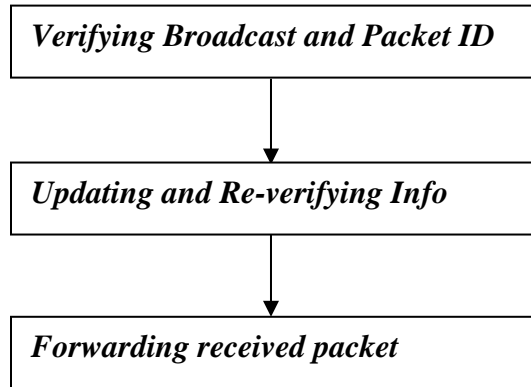 Verifying Broadcast and Packet ID
Updating and Re-verifying Info
Forwarding received packet